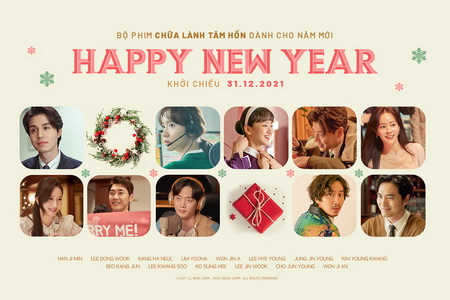 BỘ PHIM CHỮA LÀNH TÂM HỒN DÀNH CHO NĂM MỚI
HAPPY NEW YEAR
KHỞI CHIẾU 31.12.2021
RRY ME!
HAN JI MIN LEE DONG WOOK KANG HA NEUL LIM YOONA WON JIN A LEE HYE YOUNG JUNG JIN YOUNG KIM YOUNG KWANG
SEO KANG JUN LEE KWANG SOO KO SUNG HEE LEE JIN WOOK CHO JUN YOUNG WON JI AN